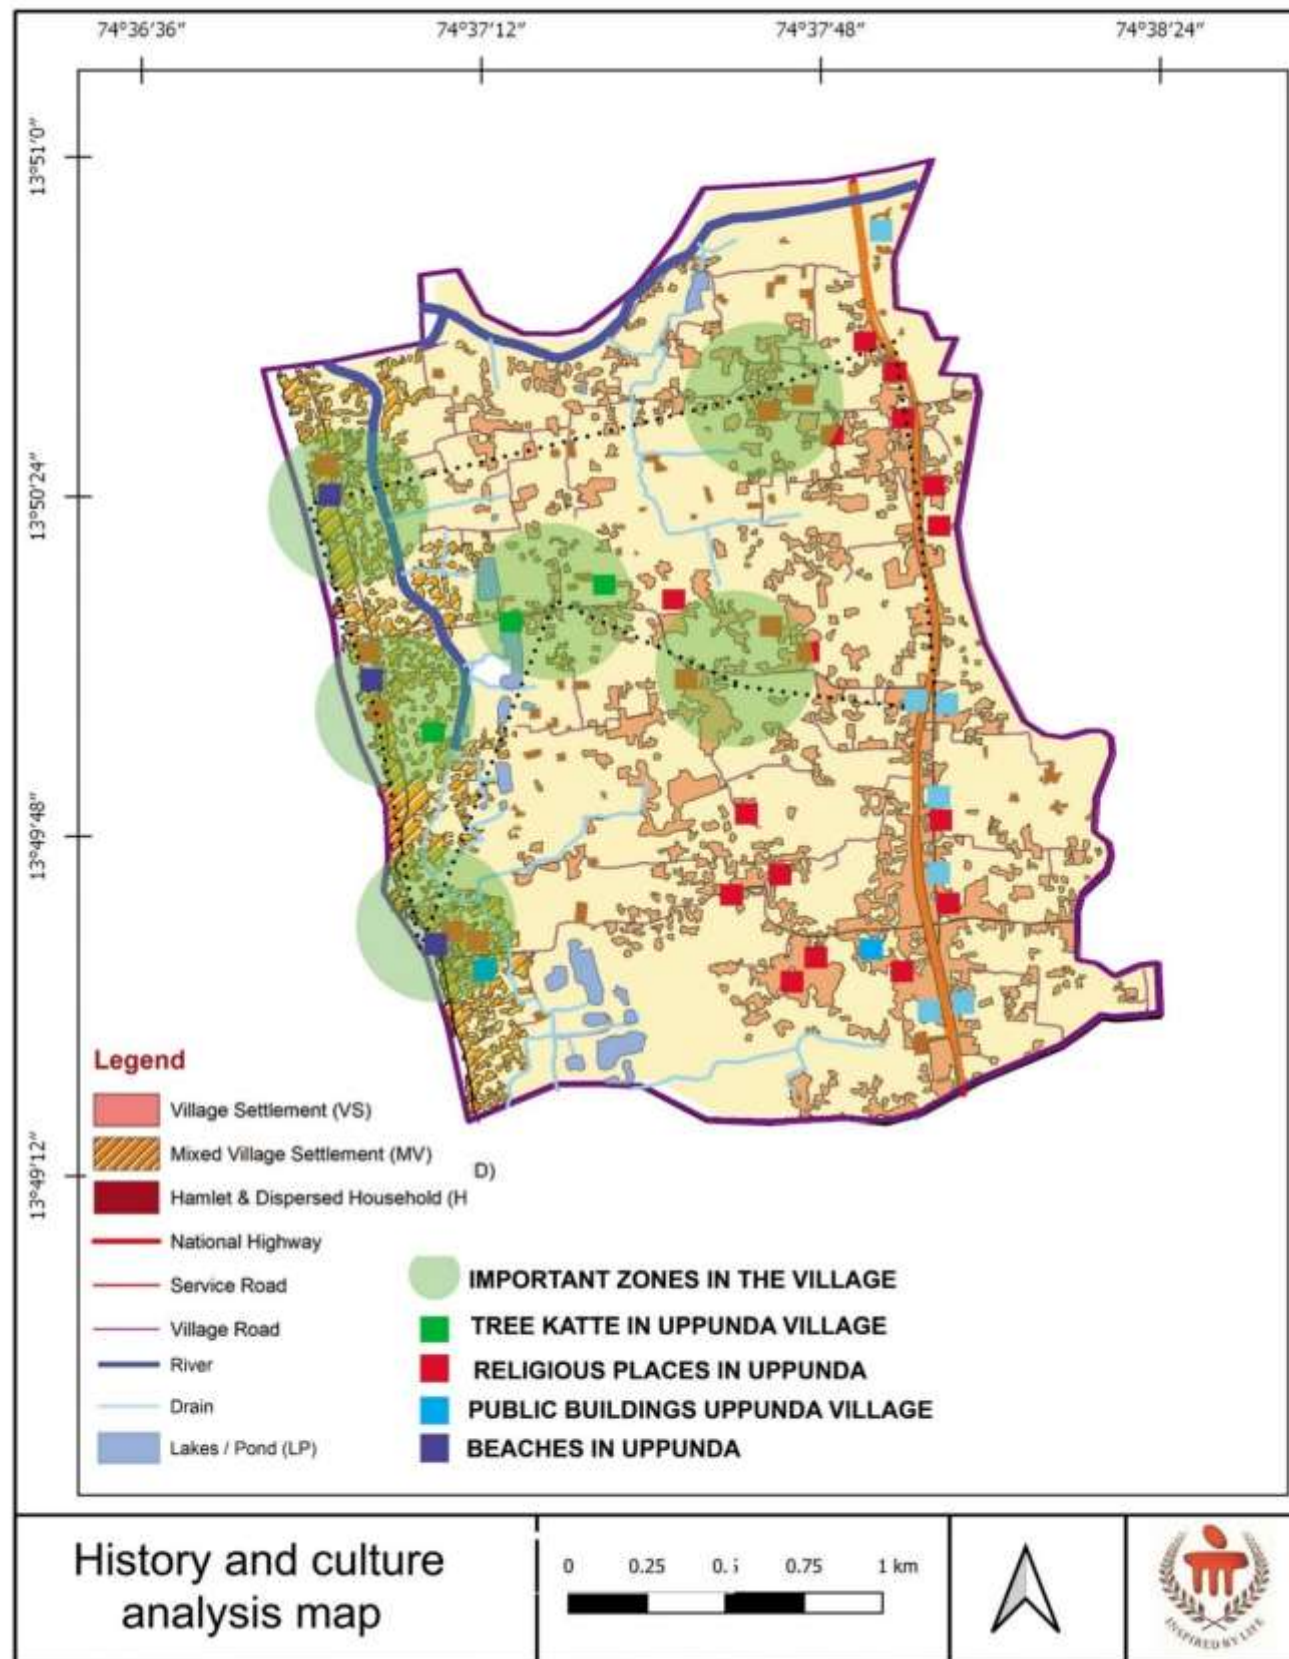 74°36'36" 74°37'12" 74°37'48" 74°38'24"
13°51'0"
13°50'24"
13°49'48"
13°49'12"
Legend
Village Settlement (VS)
Mixed Village Settlement (MV)
D)
Hamlet & Dispersed Household (H
National Highway
Service Road
Village Road
River
Drain
Lakes / Pond (LP)
IMPORTANT ZONES IN THE VILLAGE
TREE KATTE IN UPPUNDA VILLAGE
RELIGIOUS PLACES IN UPPUNDA
PUBLIC BUILDINGS UPPUNDA VILLAGE
BEACHES IN UPPUNDA
History and culture
analysis map
0 0.25 0.75 1 km
INSPIRED BY LIFE